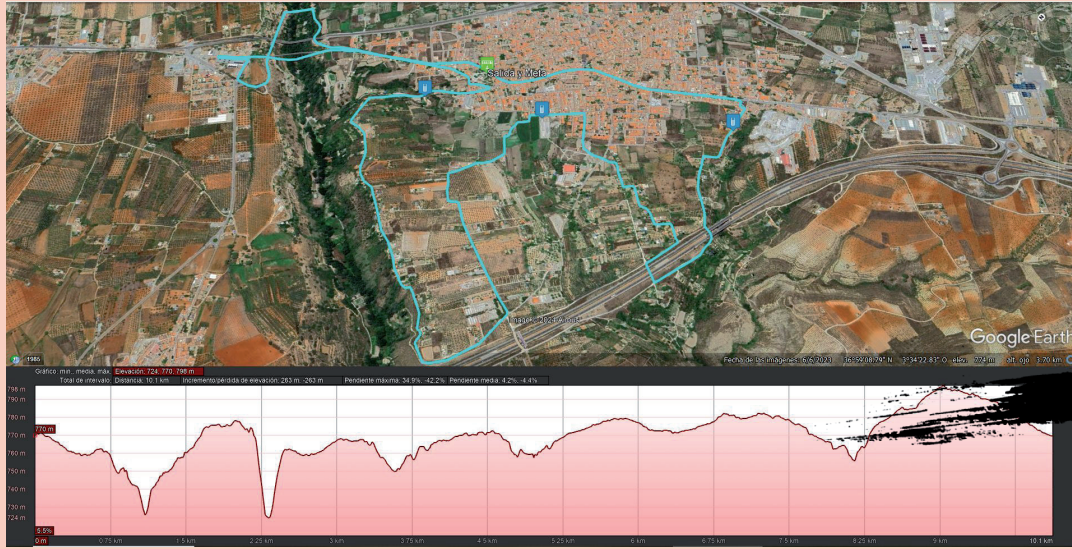 Salida y Meta
Google Earth
1985
Fecha de las imágenes: 6/6/2023 36°59'08.79" N 3°34'22.83" O elev. 774 m alt. ojo 3.70 km
Gráfico: mín., media, máx. Elevación: 724, 770, 798 m
Total de intervalo: Distancia: 10.1 km Incremento/pérdida de elevación: 263 m, -263 m Pendiente máxima: 34.9%, -42.2% Pendiente media: 4.2%, -4.4%
798 m
790 m
780 m
770 m
770 m
760 m
750 m
740 m
730 m
724 m
5.5%
0 m 0.75 km 1.5 km 2.25 km 3 km 3.75 km 4.5 km 5.25 km 6 km 6.75 km 7.5 km 8.25 km 9 km 10.1 km